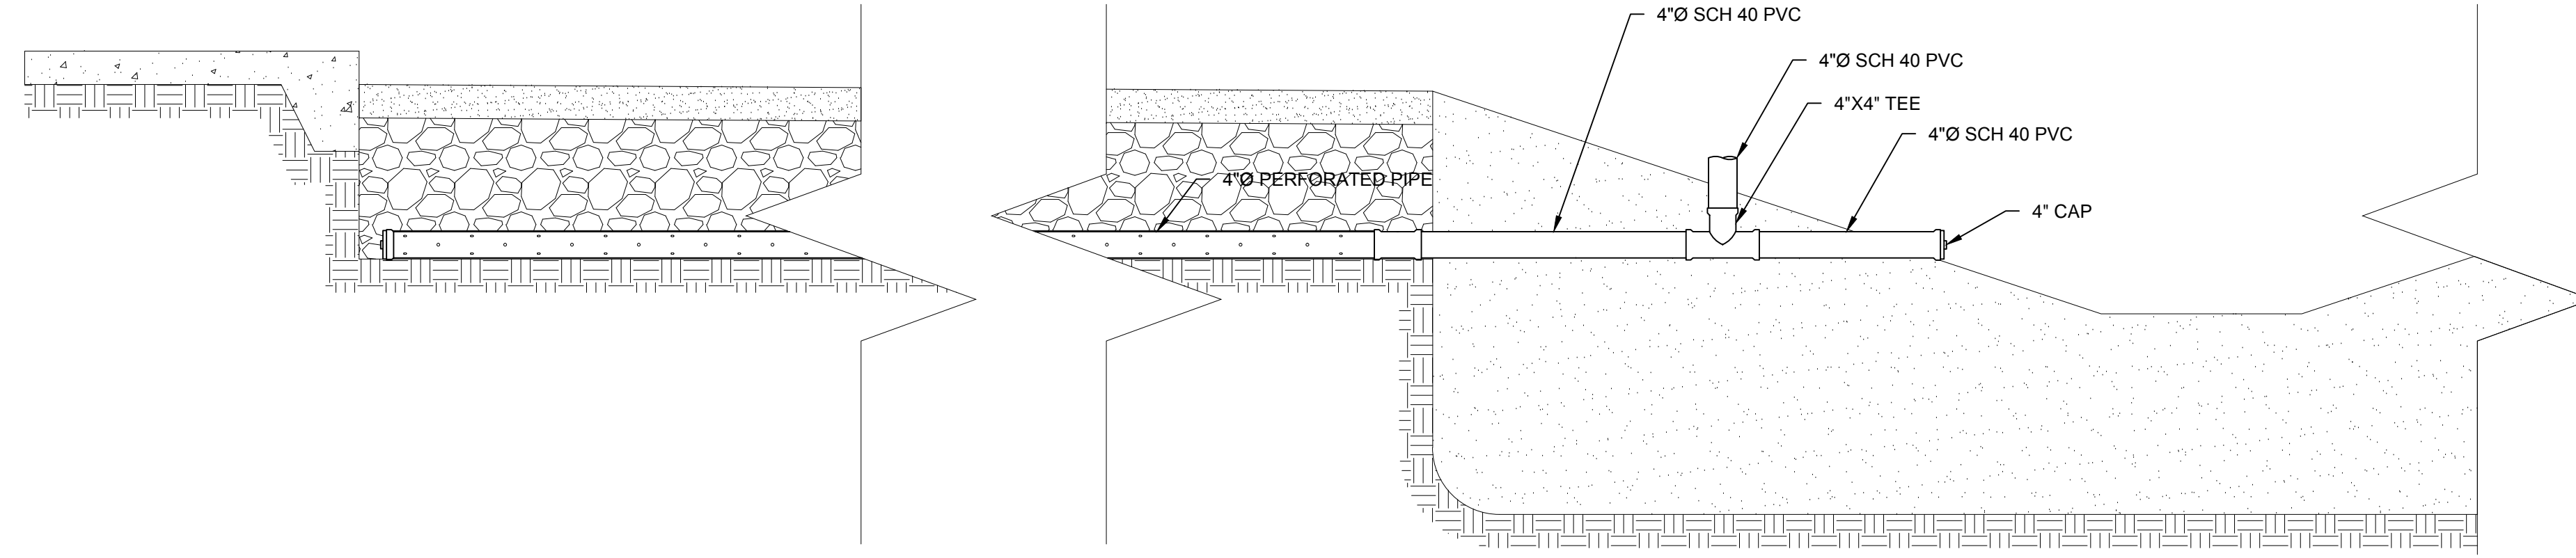 4"Ø SCH 40 PVC
4"Ø SCH 40 PVC
4"X4" TEE
4"Ø SCH 40 PVC
4"Ø PERFORATED PIPE
4" CAP